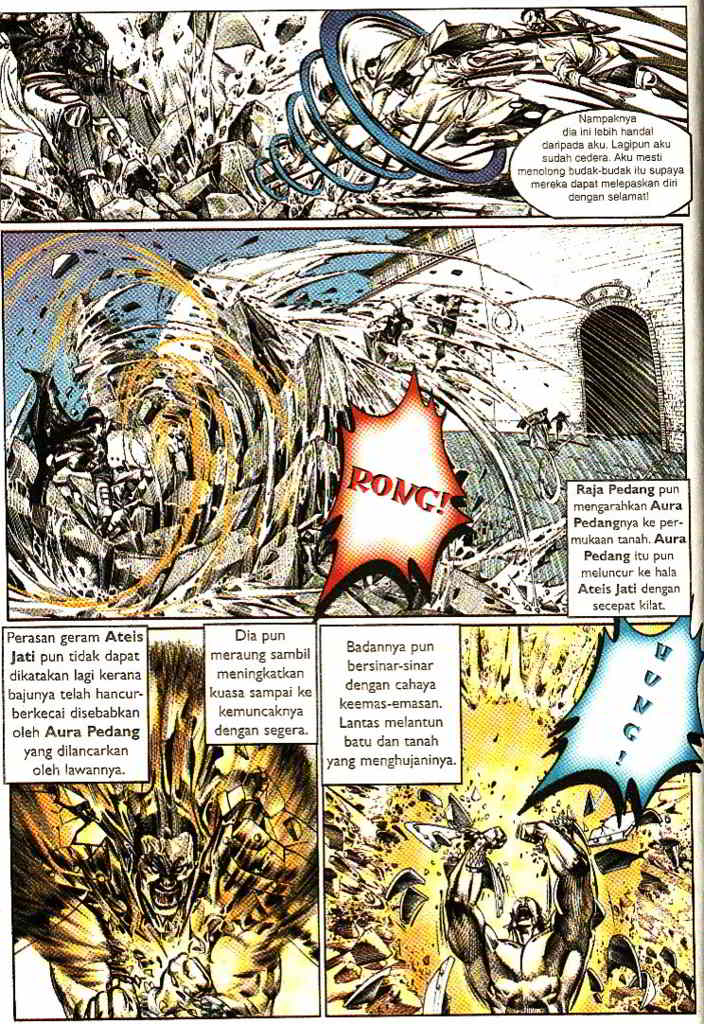 Nampaknya
dia ini lebih handal
daripada aku. Lagipun aku
sudah cedera. Aku mesti
menolong budak-budak itu supaya
mereka dapat melepaskan diri
dengan selamat!
RONG!
Raja Pedang pun
mengarahkan Aura
Pedangnya ke per-
mukaan tanah. Aura
Pedang itu pun
meluncur ke hala
Ateis Jati dengan
secepat kilat.
Perasan geram Ateis
Jati pun tidak dapat
dikatakan lagi kerana
bajunya telah hancur-
berkecai disebabkan
oleh Aura Pedang
yang dilancarkan
oleh lawannya.
Dia pun
meraung sambil
meningkatkan
kuasa sampai ke
kemuncaknya
dengan segera.
Badannya pun
bersinar-sinar
dengan cahaya
keemas-emasan.
Lantas melantun
batu dan tanah
yang menghujaninya.
HUNG!